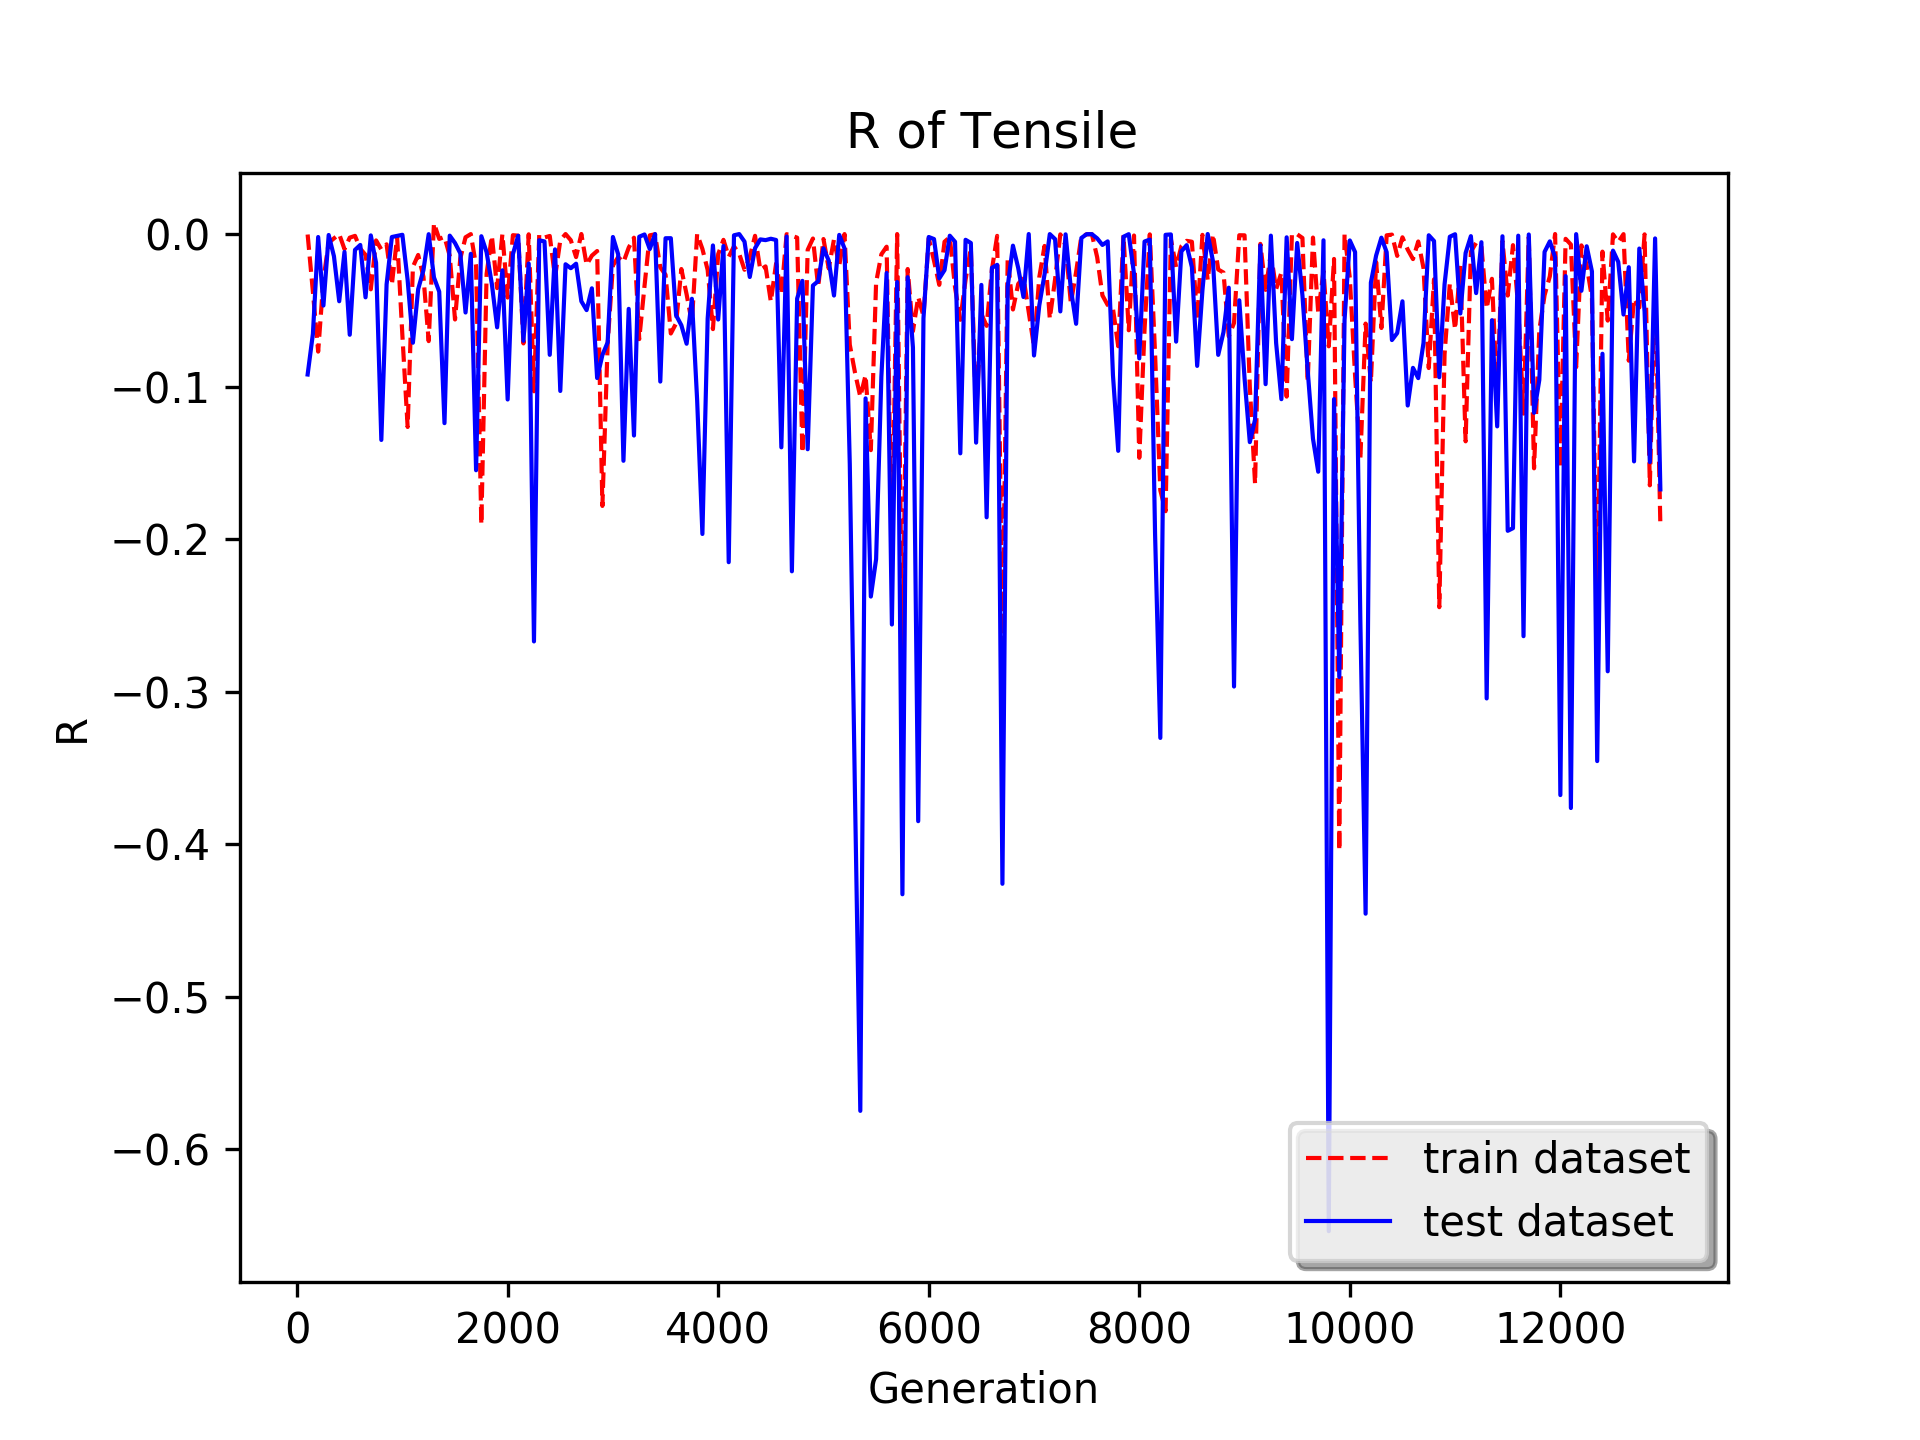 R of Tensile
0.0
−0.1
−0.2
−0.3
−0.4
−0.5
−0.6
R
train dataset
test dataset
0 2000 4000 6000 8000 10000 12000
Generation